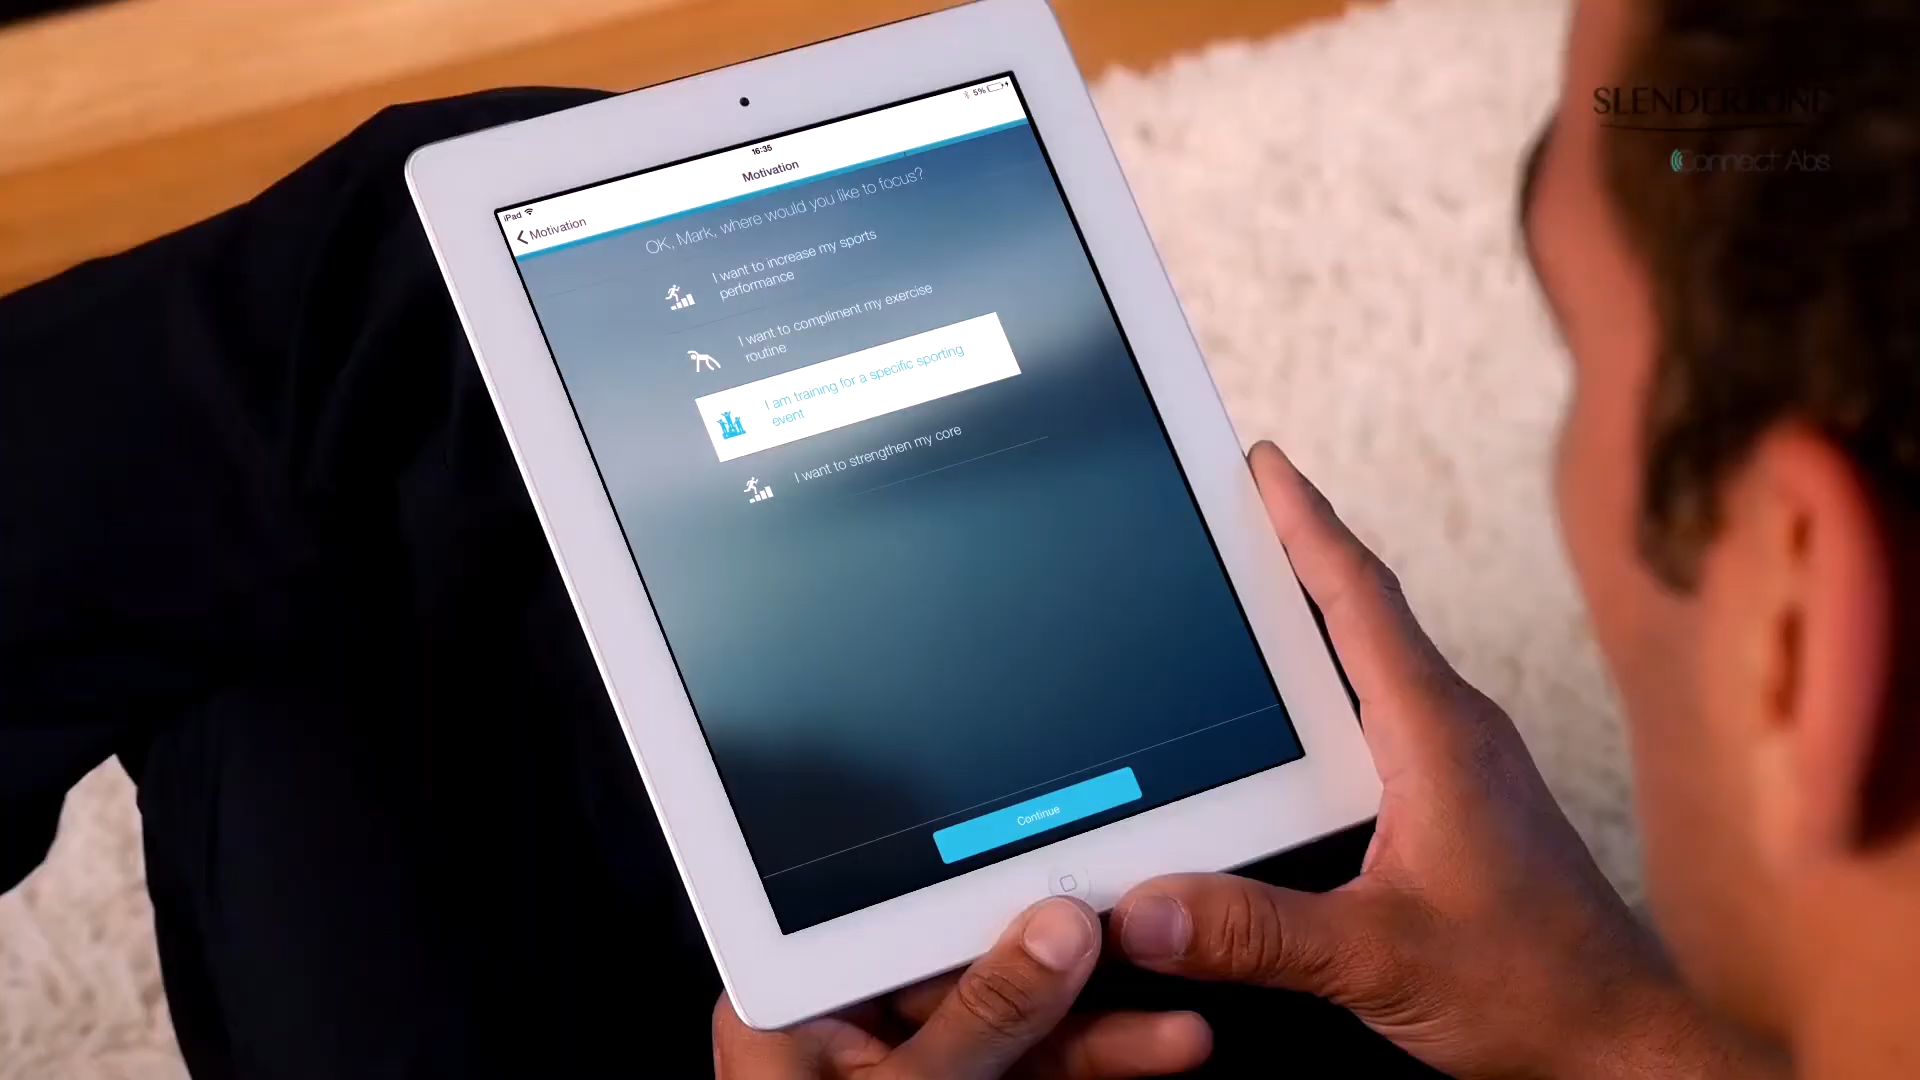 SLENDERTONE
Connect Abs
iPad
16:35
5%
Motivation
Motivation
OK, Mark, where would you like to focus?
I want to increase my sports
performance
I want to compliment my exercise
routine
I am training for a specific sporting
event
I want to strengthen my core
Continue